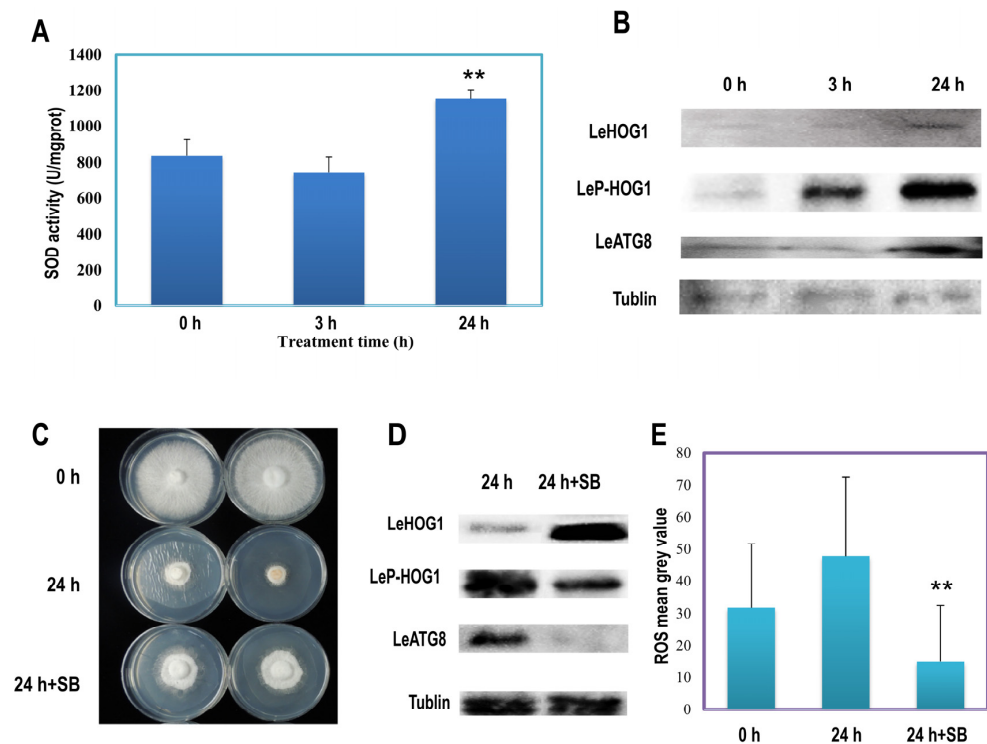 A
SOD activity (U/mgprot)
1400
1200
1000
800
600
400
200
0
**
0 h
3 h
24 h
Treatment time (h)
B
0 h
3 h
24 h
LeHOG1
LeP-HOG1
LeATG8
Tublin
C
0 h
24 h
24 h+SB
D
24 h
24 h+SB
LeHOG1
LeP-HOG1
LeATG8
Tublin
E
ROS mean grey value
80
70
60
50
40
30
20
10
0
**
0 h
24 h
24 h+SB